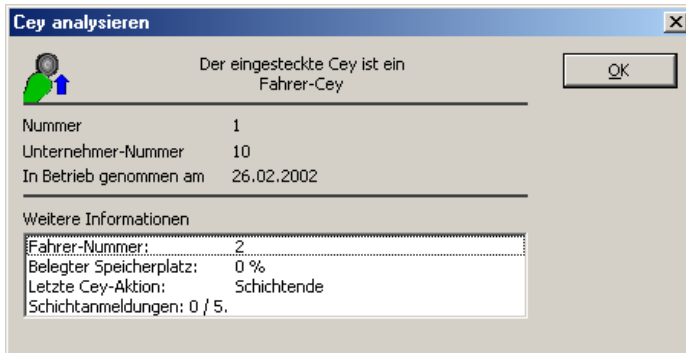 Cey analysieren
Der eingesteckte Cey ist ein
Fahrer-Cey
OK
Nummer 1
Unternehmer-Nummer 10
In Betrieb genommen am 26.02.2002
Weitere Informationen
Fahrer-Nummer: 2
Belegter Speicherplatz: 0 %
Letzte Cey-Aktion: Schichtende
Schichtanmeldungen: 0 / 5.